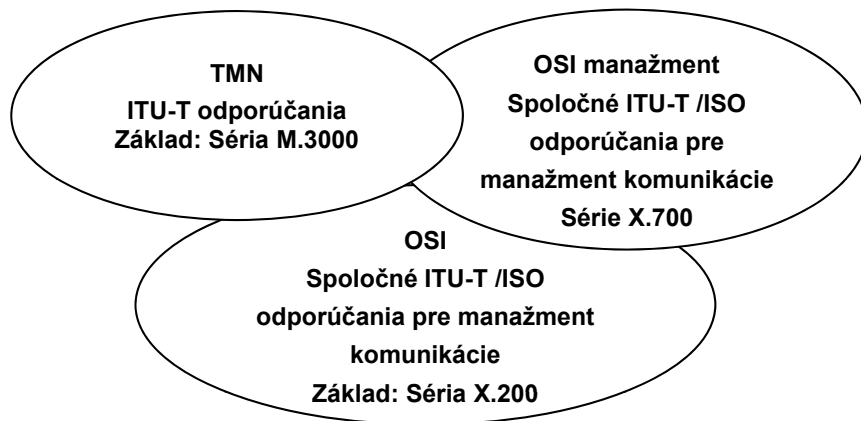 TMN
ITU-T odporúčania
Základ: Séria M.3000
OSI manažment
Spoločné ITU-T /ISO
odporúčania pre
manažment komunikácie
Série X.700
OSI
Spoločné ITU-T /ISO
odporúčania pre manažment
komunikácie
Základ: Séria X.200